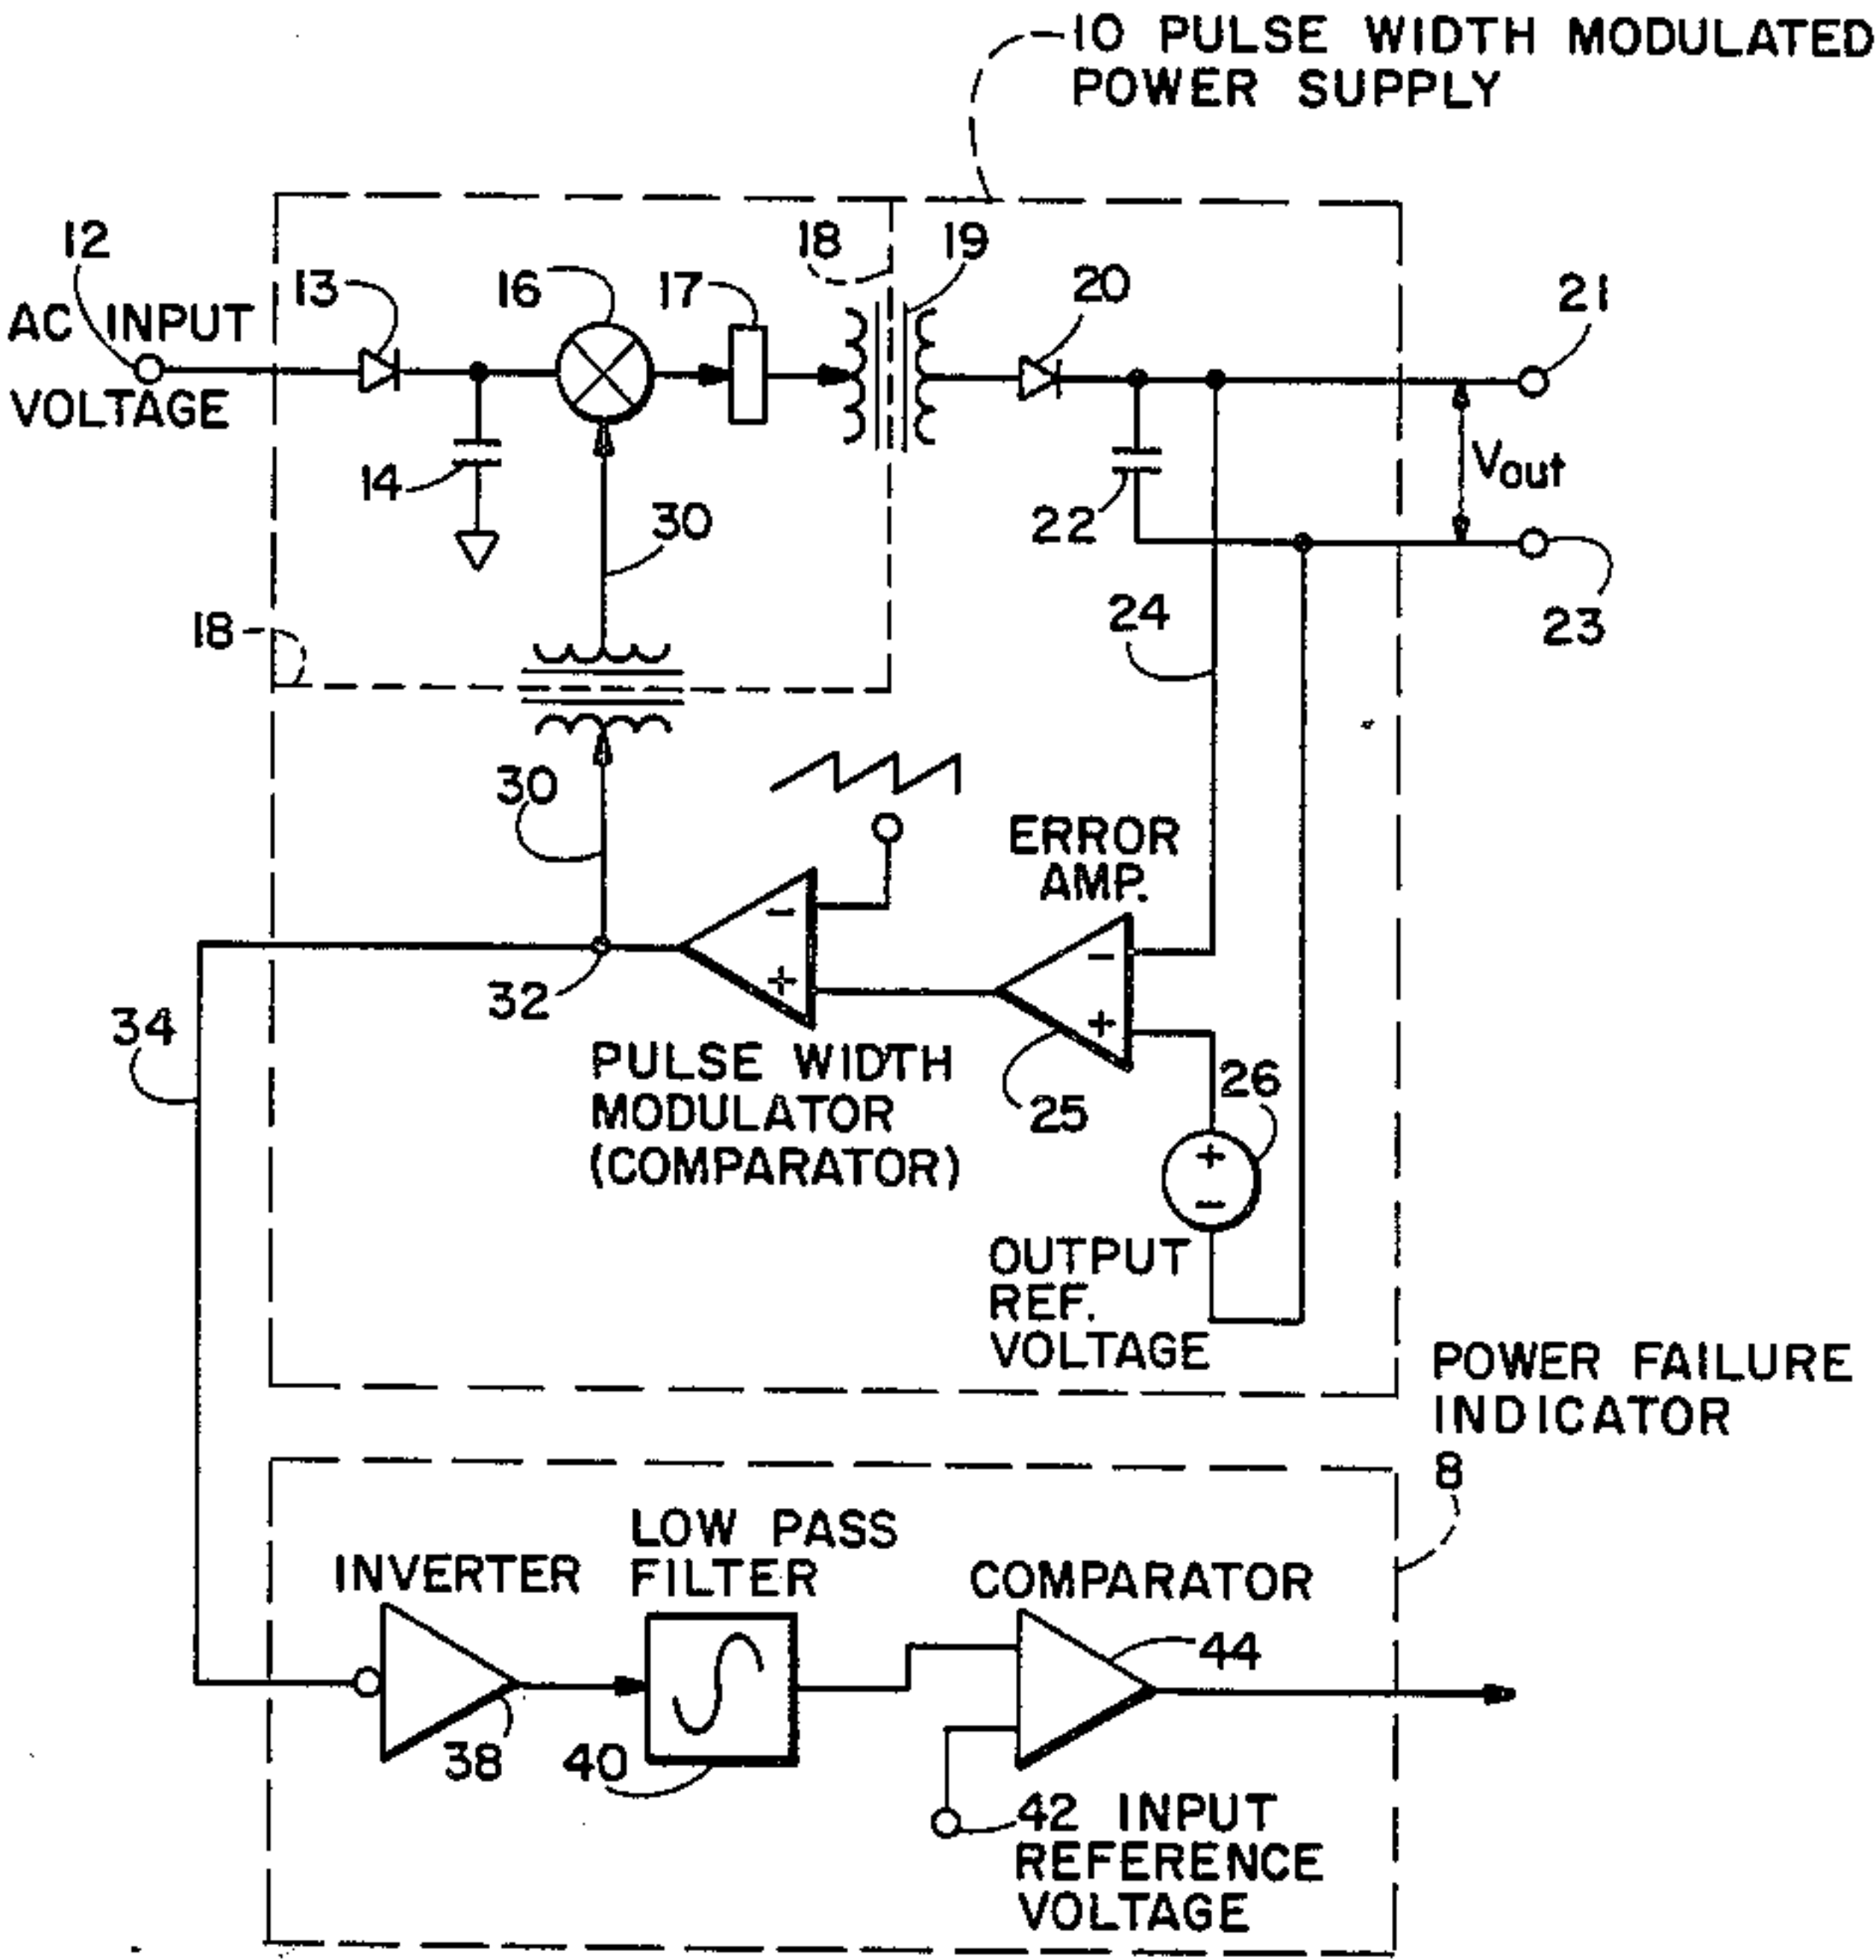 10 PULSE WIDTH MODULATED
POWER SUPPLY
12
13
16
17
18
19
20
21
AC INPUT
VOLTAGE
14
30
22
Vout
24
23
18
30
ERROR
AMP.
-
+
-
+
32
34
PULSE WIDTH
MODULATOR
(COMPARATOR)
25
26
+
-
OUTPUT
REF.
VOLTAGE
POWER FAILURE
INDICATOR
8
INVERTER
LOW PASS
FILTER
COMPARATOR
38
40
44
42 INPUT
REFERENCE
VOLTAGE